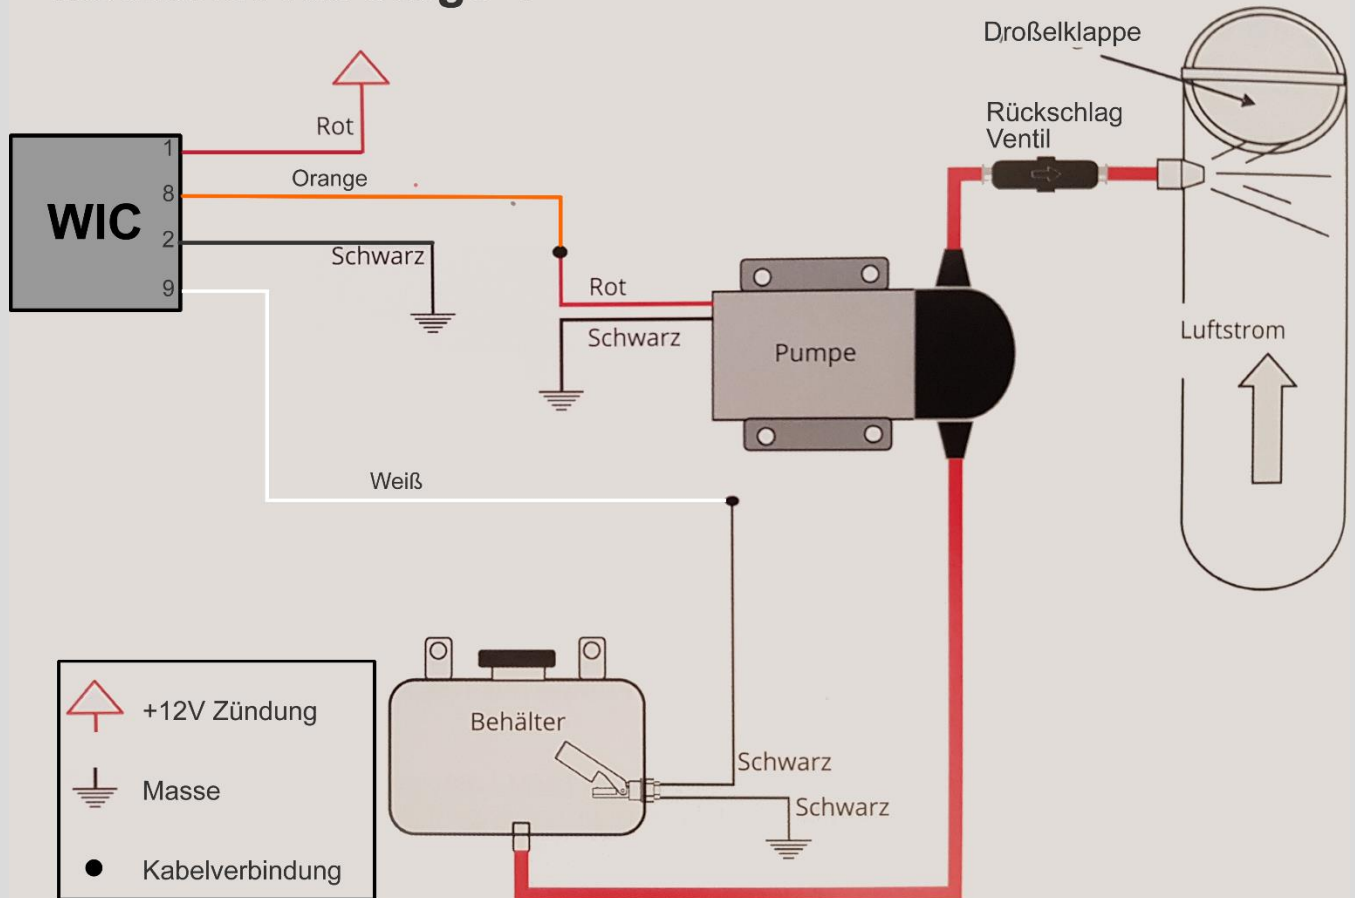 Droßelklappe
Rückschlag
Ventil
Rot
1
Orange
8
WIC
2
Schwarz
9
Rot
Schwarz
Pumpe
Luftstrom
Weiß
Behälter
Schwarz
Schwarz
+12V Zündung
Masse
Kabelverbindung